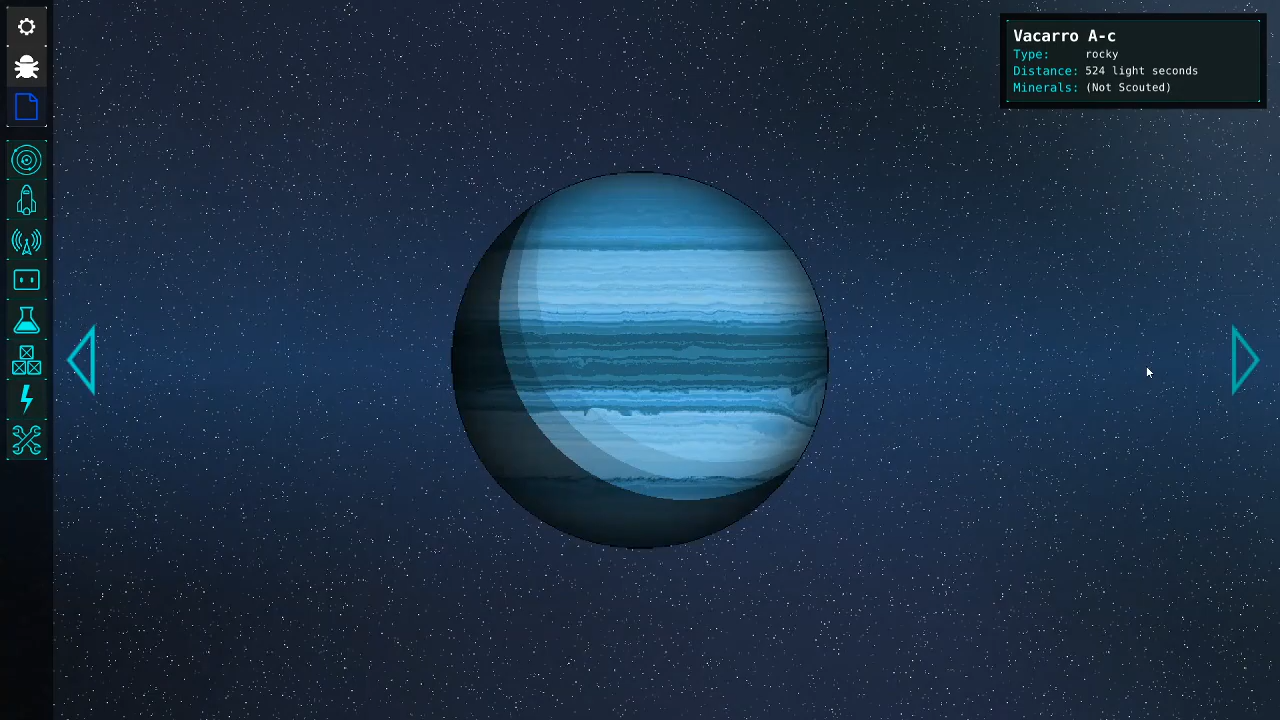 Vacarro A-c
Type: rocky
Distance: 524 light seconds
Minerals: (Not Scouted)